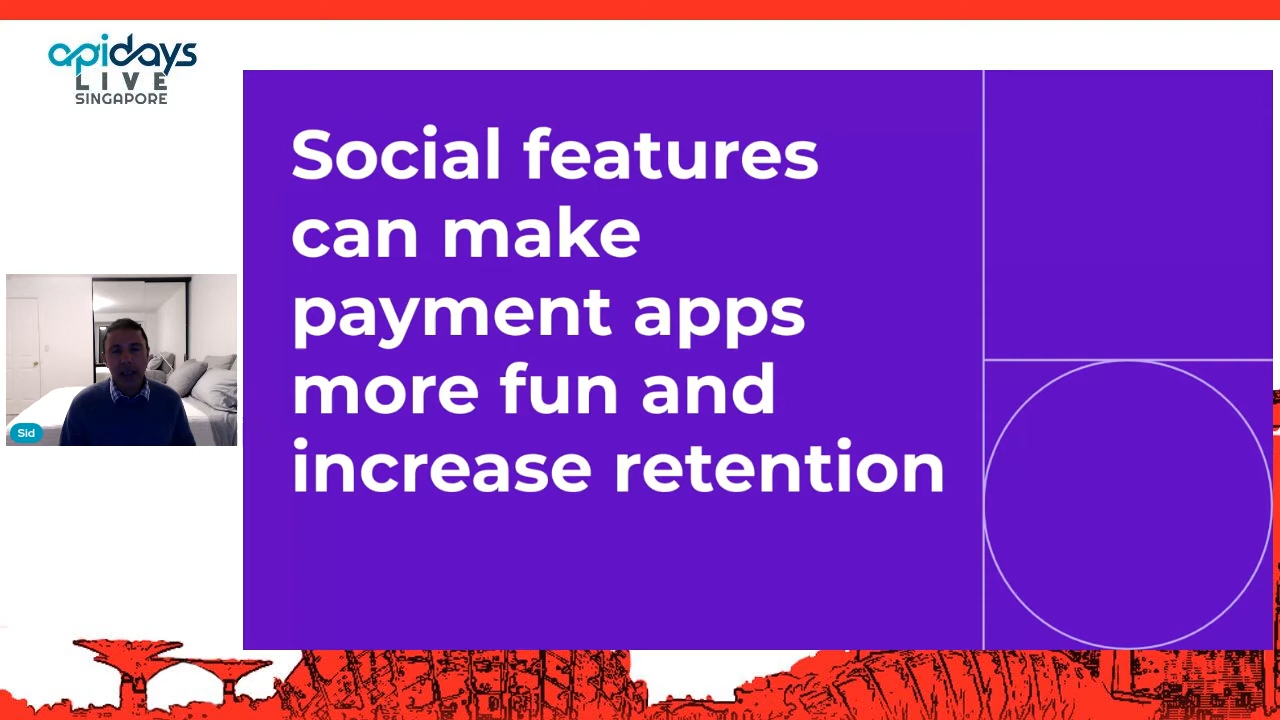 apidays
LIVE
SINGAPORE
Social features
can make
payment apps
more fun and
increase retention
Sid